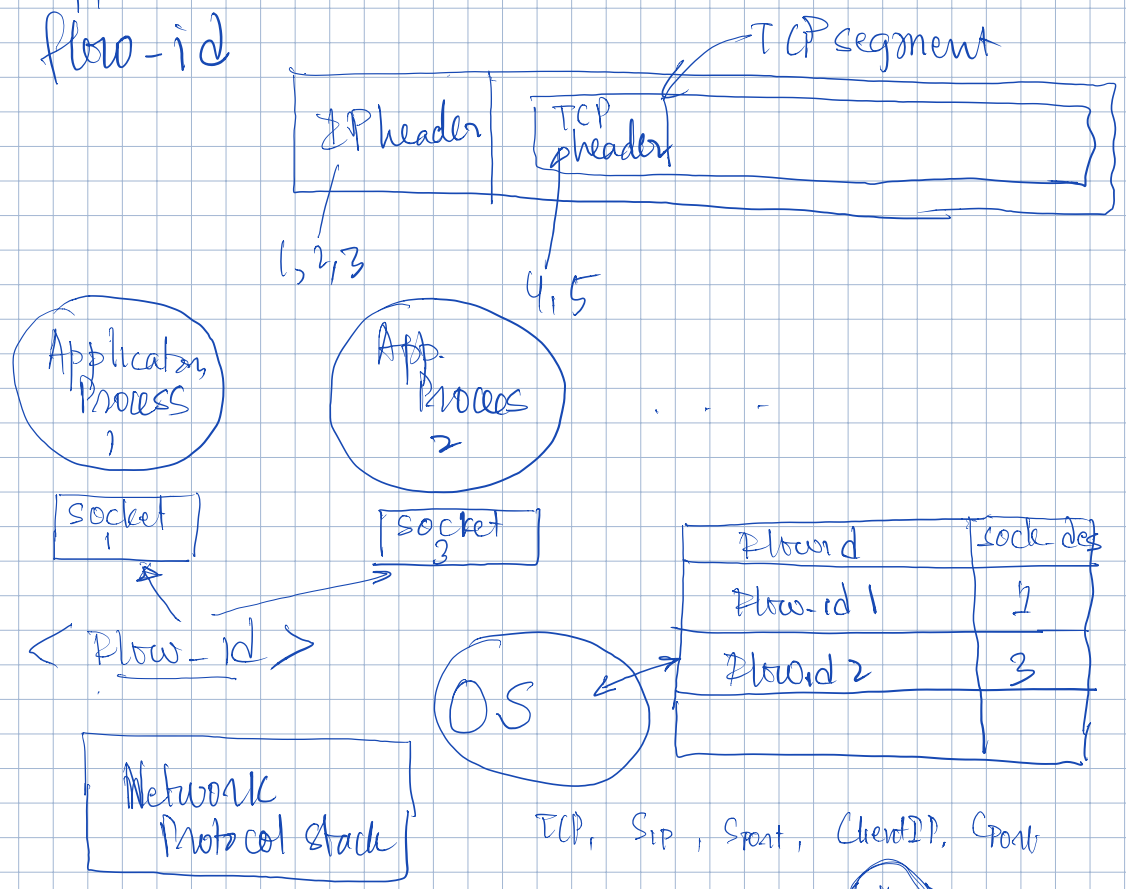 flow-id
TCP segment
IP header
TCP
header
1, 2, 3
4, 5
Application
Process
1
App.
Process
2
. . -
socket
1
socket
3
Flow id
sock-des
Flow-id 1
1
Flow.id 2
3
< Flow-id >
OS
Network
Protocol stack
TCP, SIP, Sport, ClientIP, CPort